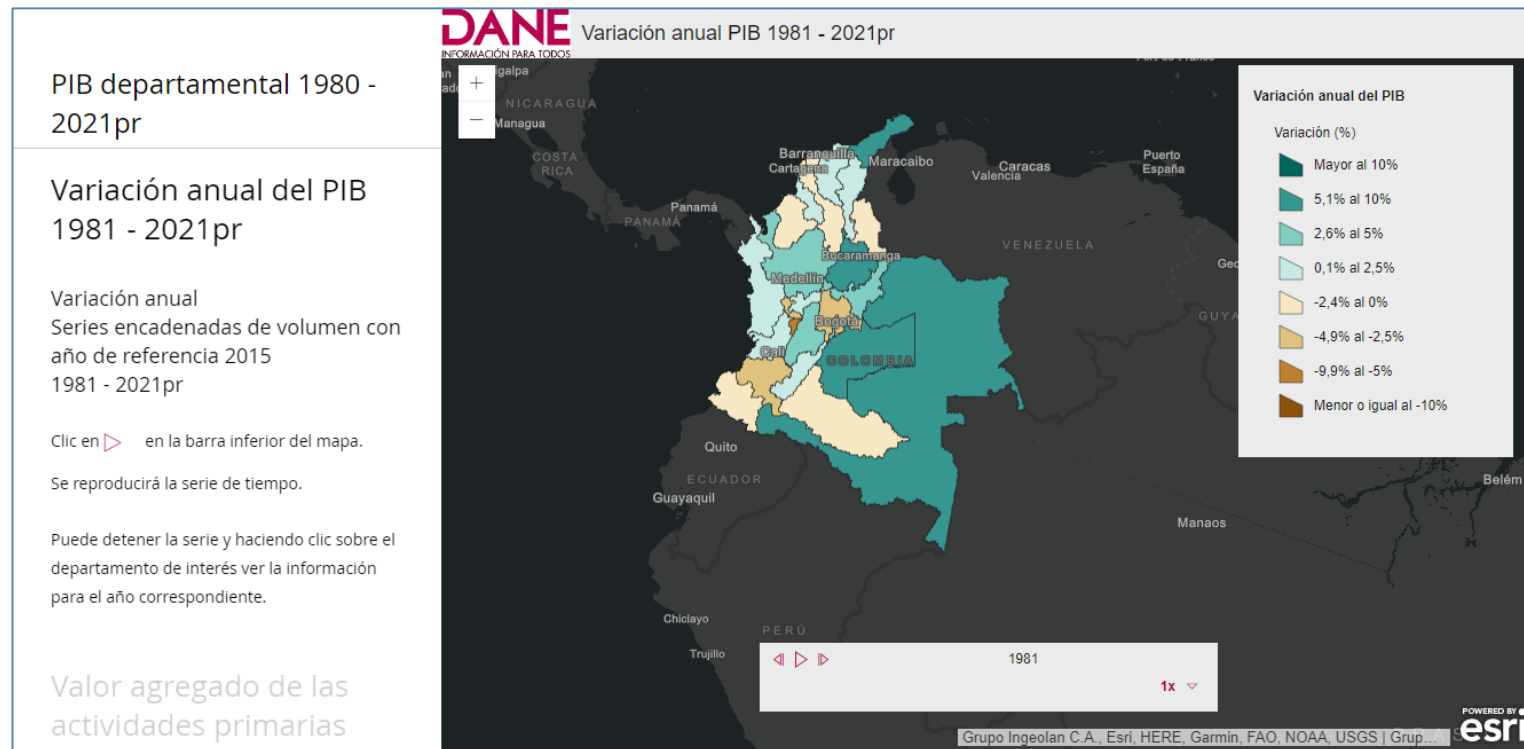 PIB departamental 1980 -
2021pr
Variación anual del PIB
1981 - 2021pr
Variación anual
Series encadenadas de volumen con
año de referencia 2015
1981 - 2021pr
Clic en
en la barra inferior del mapa.
Se reproducirá la serie de tiempo.
Puede detener la serie y haciendo clic sobre el
departamento de interés ver la información
para el año correspondiente.
Valor agregado de las
actividades primarias
DANE
INFORMACIÓN PARA TODOS
Variación anual PIB 1981 - 2021pr
+
−
igalpa
NICARAGUA
Managua
COSTA
RICA
Panamá
PANAMÁ
Barranquilla
Cartagena
Maracaibo
Caracas
Valencia
Puerto
España
VENEZUELA
Geo
GUYA
Bucaramanga
Medellín
Bogotá
Cali
COLOMBIA
Quito
ECUADOR
Guayaquil
Manaos
Belém
Chiclayo
PERÚ
Trujillo
Variación anual del PIB
Variación (%)
Mayor al 10%
5,1% al 10%
2,6% al 5%
0,1% al 2,5%
-2,4% al 0%
-4,9% al -2,5%
-9,9% al -5%
Menor o igual al -10%
1981
1x
Grupo Ingeolan C.A., Esri, HERE, Garmin, FAO, NOAA, USGS | Grup...
POWERED BY
esri